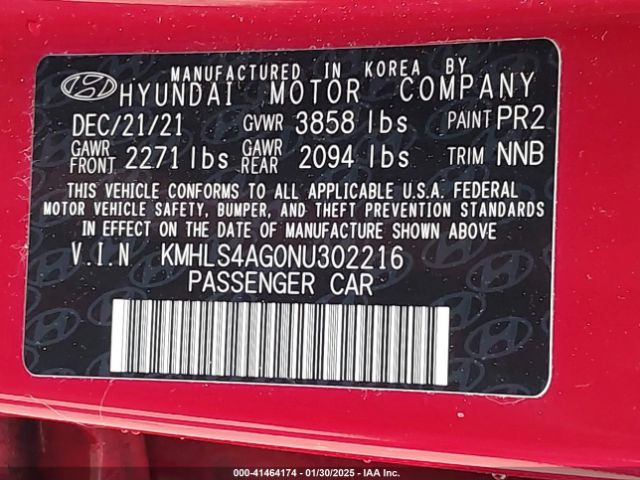 MANUFACTURED IN KOREA BY
HYUNDAI MOTOR COMPANY
DEC/21/21 GVWR 3858 lbs PAINT PR2
GAWR FRONT 2271 lbs GAWR REAR 2094 lbs TRIM NNB
THIS VEHICLE CONFORMS TO ALL APPLICABLE U.S.A. FEDERAL
MOTOR VEHICLE SAFETY, BUMPER, AND THEFT PREVENTION STANDARDS
IN EFFECT ON THE DATE OF MANUFACTURE SHOWN ABOVE
VIN KMHLS4AG0NU302216
PASSENGER CAR
000-41464174 - 01/30/2025 - IAA Inc.